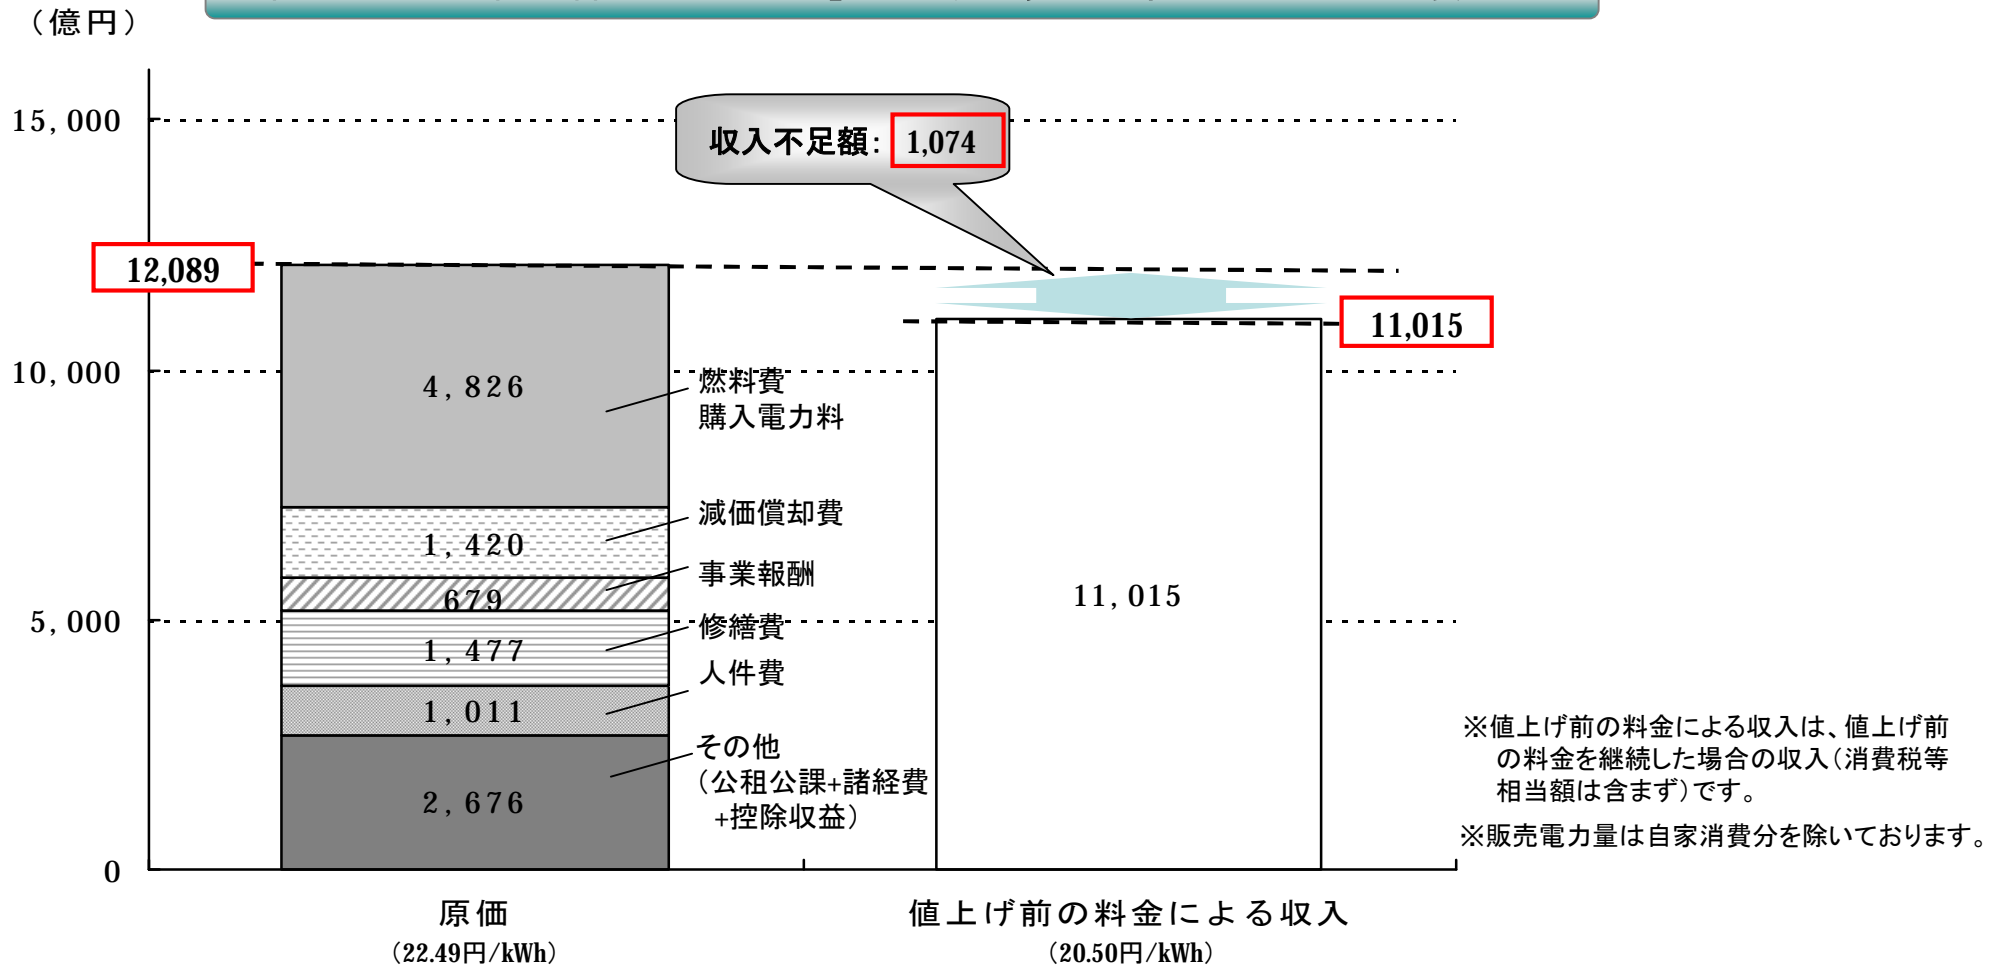 （億円）
15,000
収入不足額： 1,074
12,089
11,015
10,000
4,826
燃料費
購入電力料
減価償却費
1,420
事業報酬
679
11,015
5,000
修繕費
1,477
人件費
1,011
その他
（公租公課+諸経費
+控除収益）
2,676
※値上げ前の料金による収入は、値上げ前
の料金を継続した場合の収入（消費税等
相当額は含まず）です。
※販売電力量は自家消費分を除いております。
0
原価
（22.49円/kWh）
値上げ前の料金による収入
（20.50円/kWh）